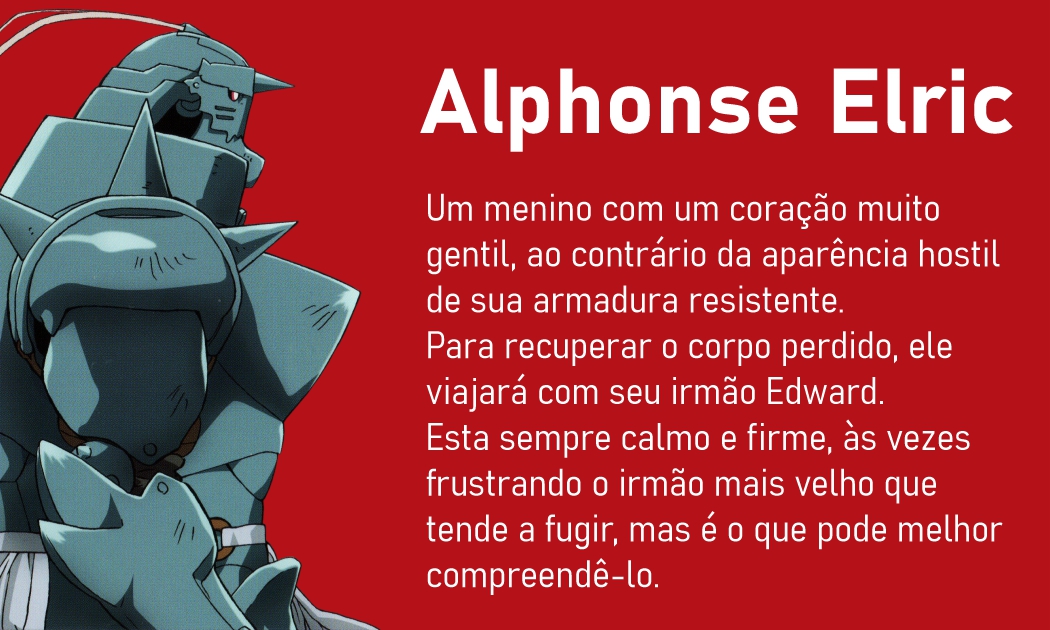 Alphonse Elric
Um menino com um coração muito
gentil, ao contrário da aparência hostil
de sua armadura resistente.
Para recuperar o corpo perdido, ele
viajará com seu irmão Edward.
Esta sempre calmo e firme, às vezes
frustrando o irmão mais velho que
tende a fugir, mas é o que pode melhor
compreendê-lo.